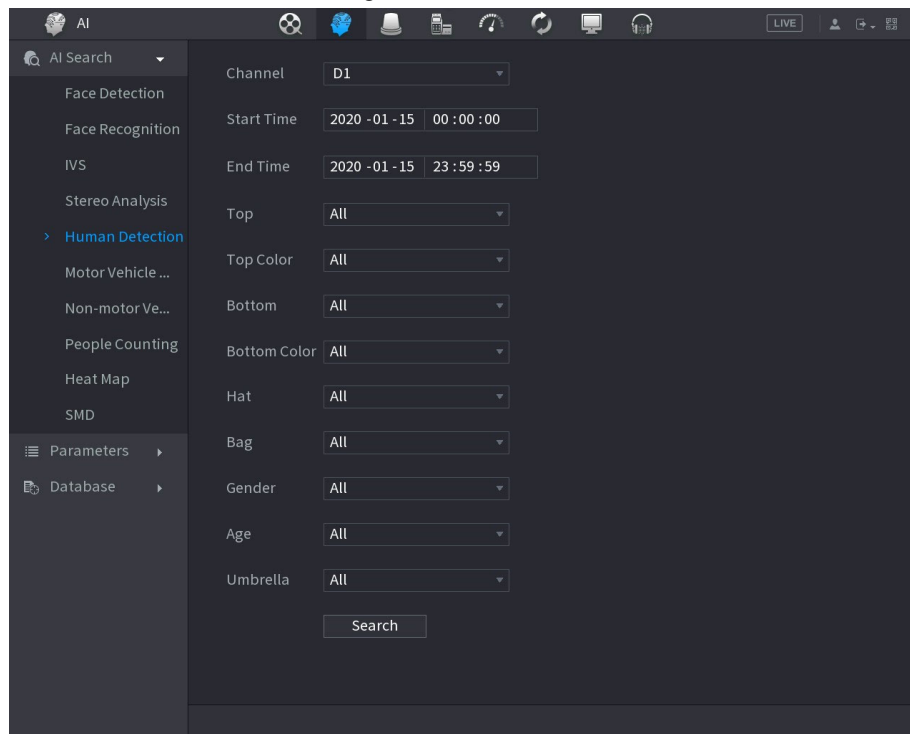 AI
LIVE
AI Search
Face Detection
Face Recognition
IVS
Stereo Analysis
Human Detection
Motor Vehicle ...
Non-motor Ve...
People Counting
Heat Map
SMD
Parameters
Database
Channel D1
Start Time 2020 -01 -15 00 :00 :00
End Time 2020 -01 -15 23 :59 :59
Top All
Top Color All
Bottom All
Bottom Color All
Hat All
Bag All
Gender All
Age All
Umbrella All
Search